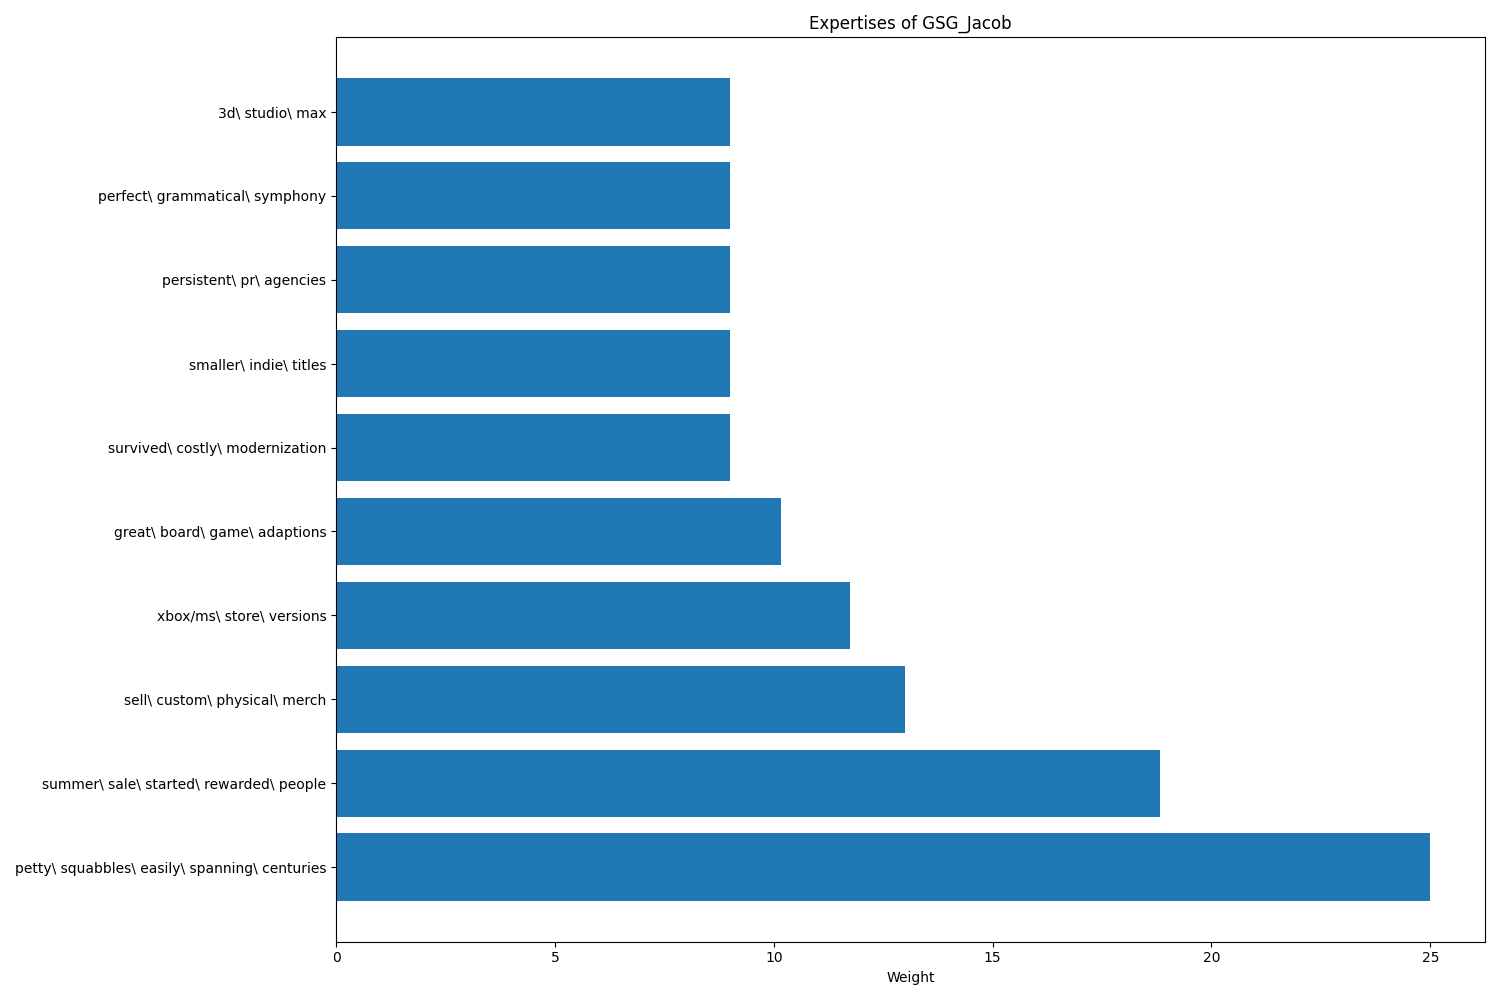 Expertises of GSG_Jacob
3d\ studio\ max
perfect\ grammatical\ symphony
persistent\ pr\ agencies
smaller\ indie\ titles
survived\ costly\ modernization
great\ board\ game\ adaptions
xbox/ms\ store\ versions
sell\ custom\ physical\ merch
summer\ sale\ started\ rewarded\ people
petty\ squabbles\ easily\ spanning\ centuries
0 5 10 15 20 25
Weight